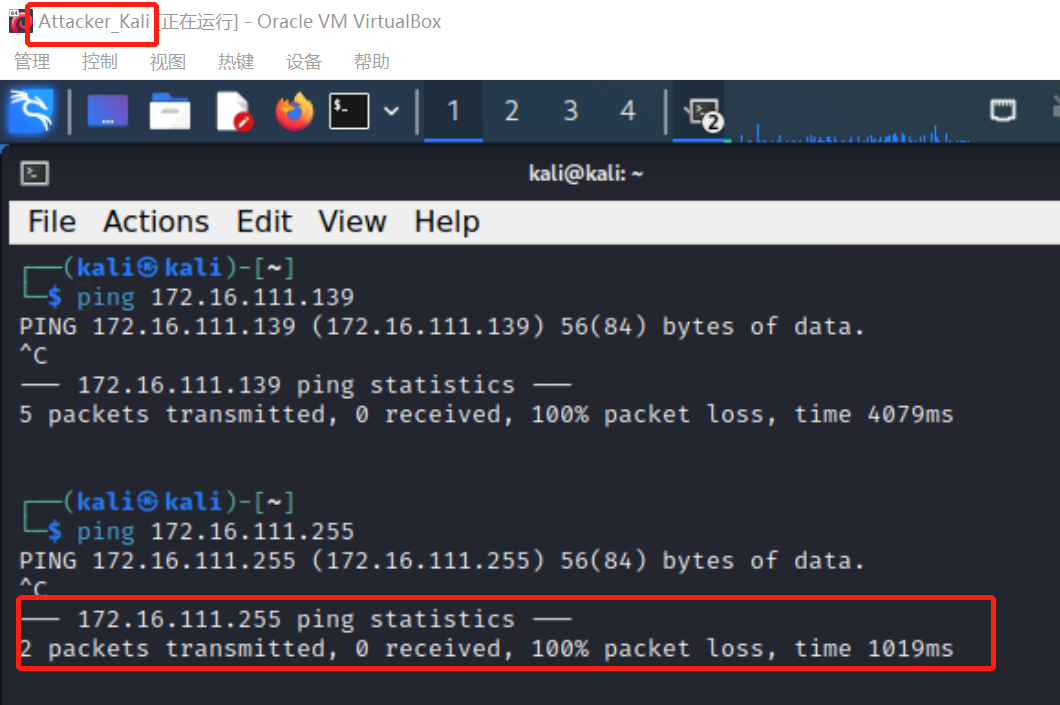 Attacker_Kali [正在运行] - Oracle VM VirtualBox
管理 控制 视图 热键 设备 帮助
1 2 3 4 2
kali@kali: ~
File Actions Edit View Help
┌──(kali㉿kali)-[~]
└─$ ping 172.16.111.139
PING 172.16.111.139 (172.16.111.139) 56(84) bytes of data.
^C
─── 172.16.111.139 ping statistics ───
5 packets transmitted, 0 received, 100% packet loss, time 4079ms
┌──(kali㉿kali)-[~]
└─$ ping 172.16.111.255
PING 172.16.111.255 (172.16.111.255) 56(84) bytes of data.
^C
─── 172.16.111.255 ping statistics ───
2 packets transmitted, 0 received, 100% packet loss, time 1019ms